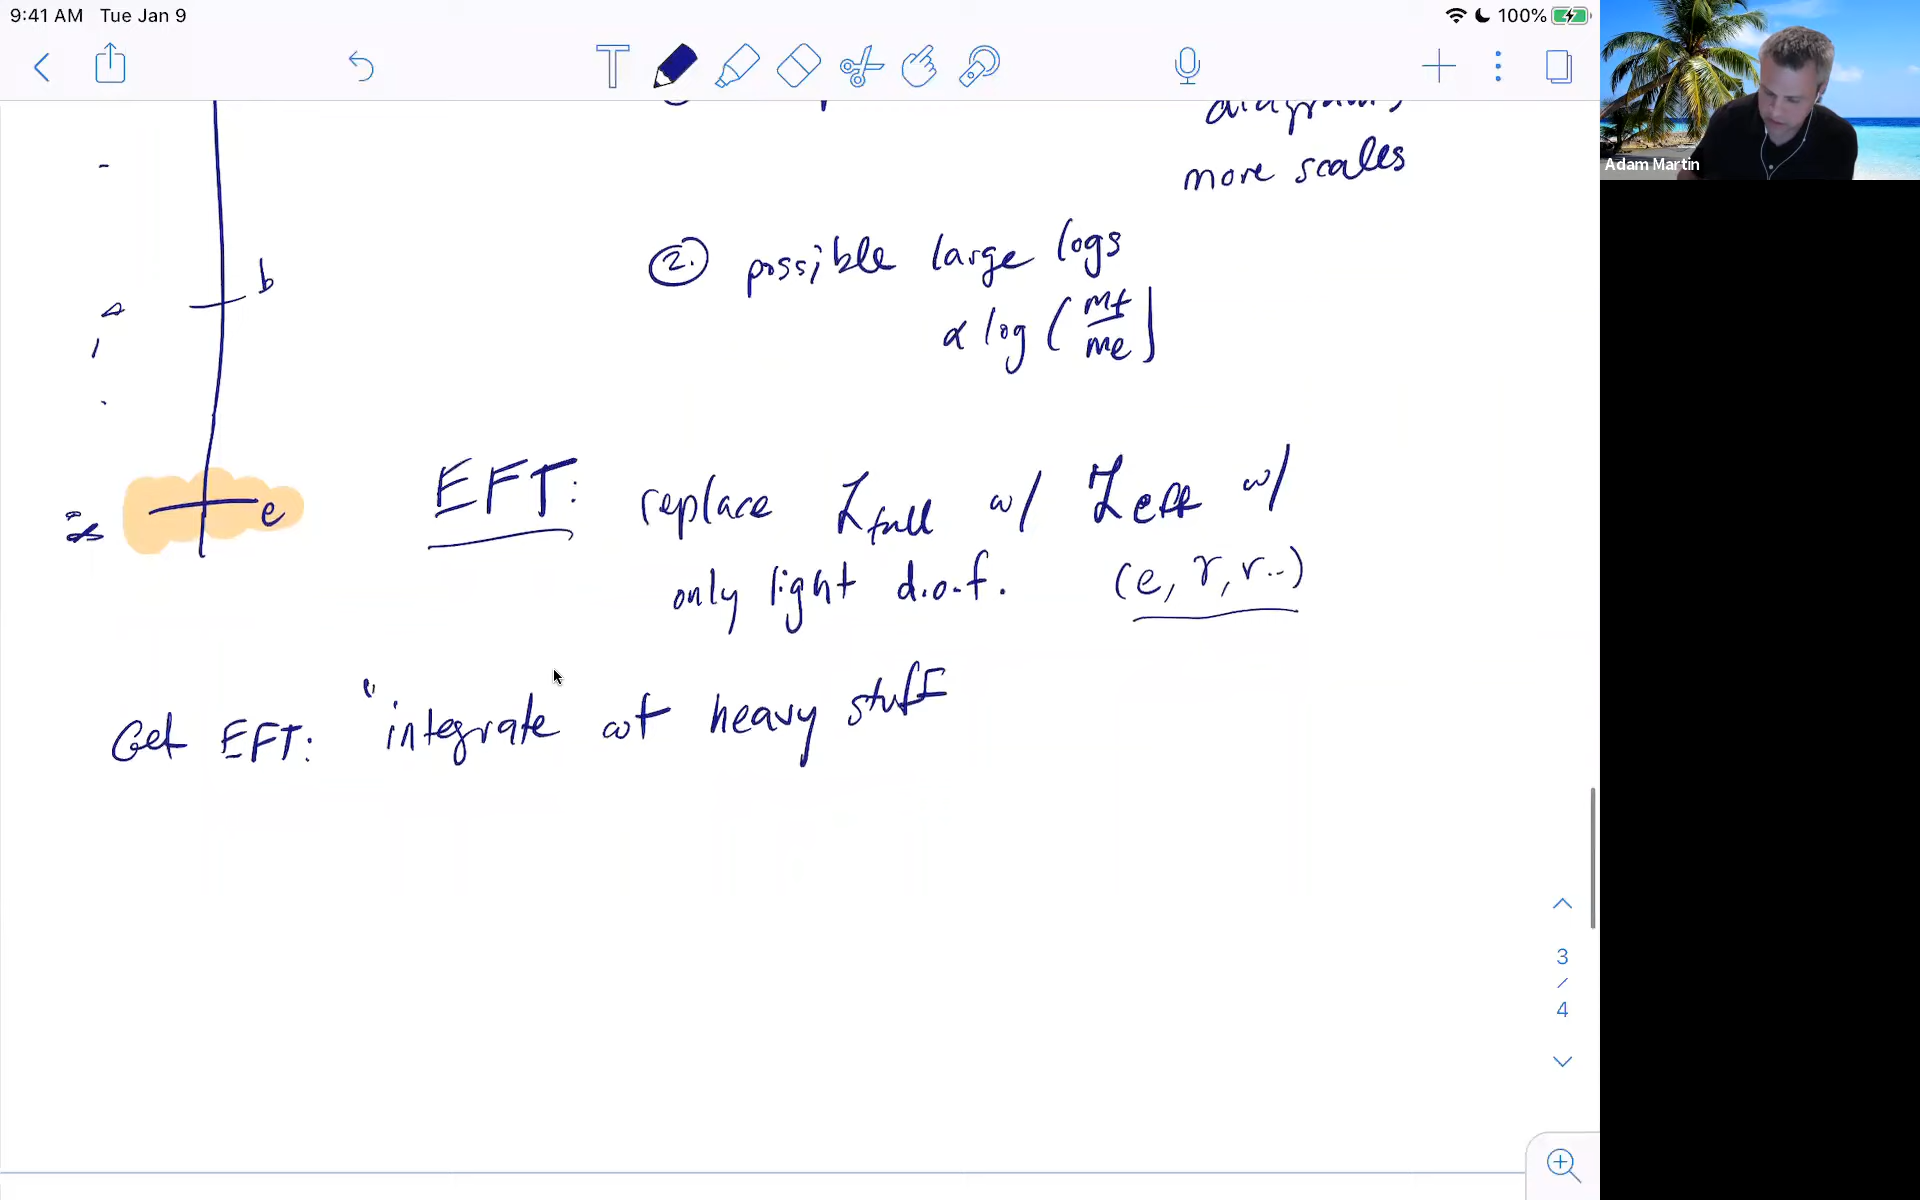 9:41 AM Tue Jan 9
100%
Adam Martin
diagrams
more scales
b
2. possible large logs
α log (mt/me)
e
EFT: replace ℒfull w/ ℒeff w/
only light d.o.f. (e, γ, ν..)
Get EFT: "integrate out heavy stuff
3
/
4